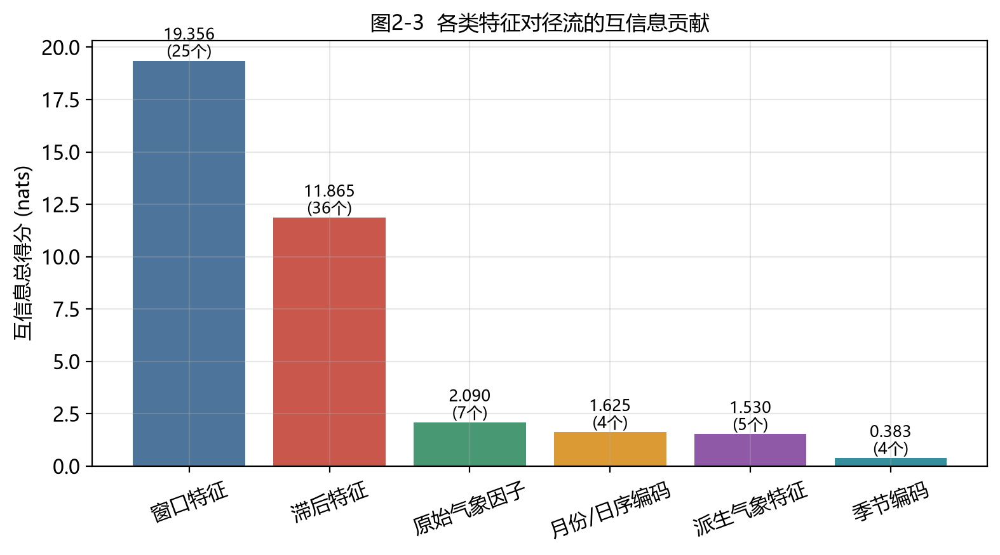 图2-3 各类特征对径流的互信息贡献
互信息总得分 (nats)
20.0
17.5
15.0
12.5
10.0
7.5
5.0
2.5
0.0
19.356
(25个)
11.865
(36个)
2.090
(7个)
1.625
(4个)
1.530
(5个)
0.383
(4个)
窗口特征
滞后特征
原始气象因子
月份/日序编码
派生气象特征
季节编码